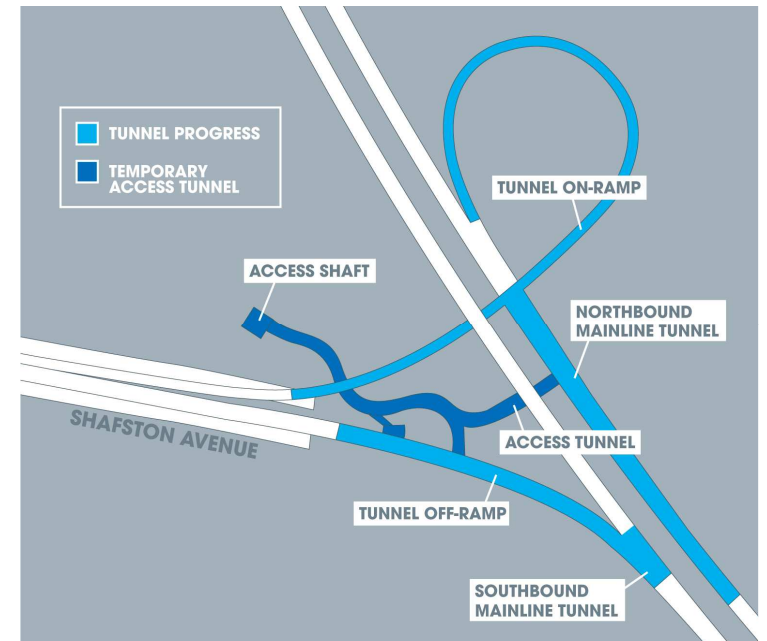 TUNNEL PROGRESS
TEMPORARY
ACCESS TUNNEL
TUNNEL ON-RAMP
ACCESS SHAFT
NORTHBOUND
MAINLINE TUNNEL
SHAFSTON AVENUE
ACCESS TUNNEL
TUNNEL OFF-RAMP
SOUTHBOUND
MAINLINE TUNNEL